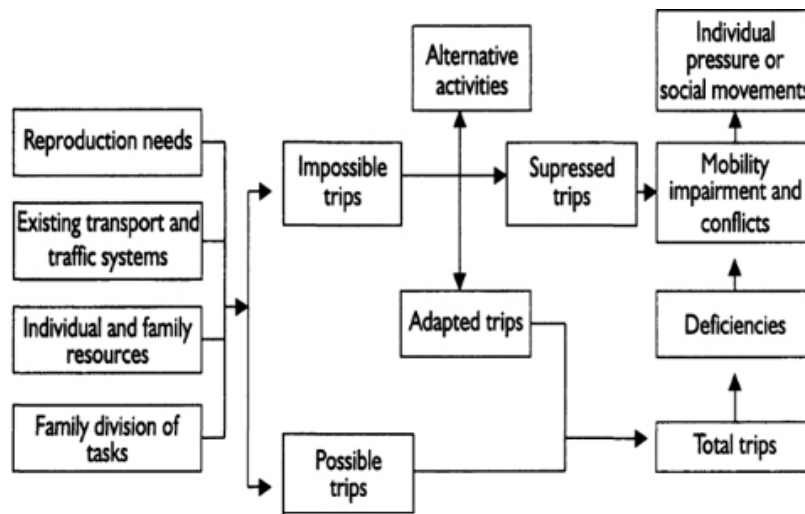 Individual
pressure or
social movements
Alternative
activities
Reproduction needs
Impossible
trips
Supressed
trips
Mobility
impairment and
conflicts
Existing transport and
traffic systems
Adapted trips
Deficiencies
Individual and family
resources
Family division of
tasks
Possible
trips
Total trips